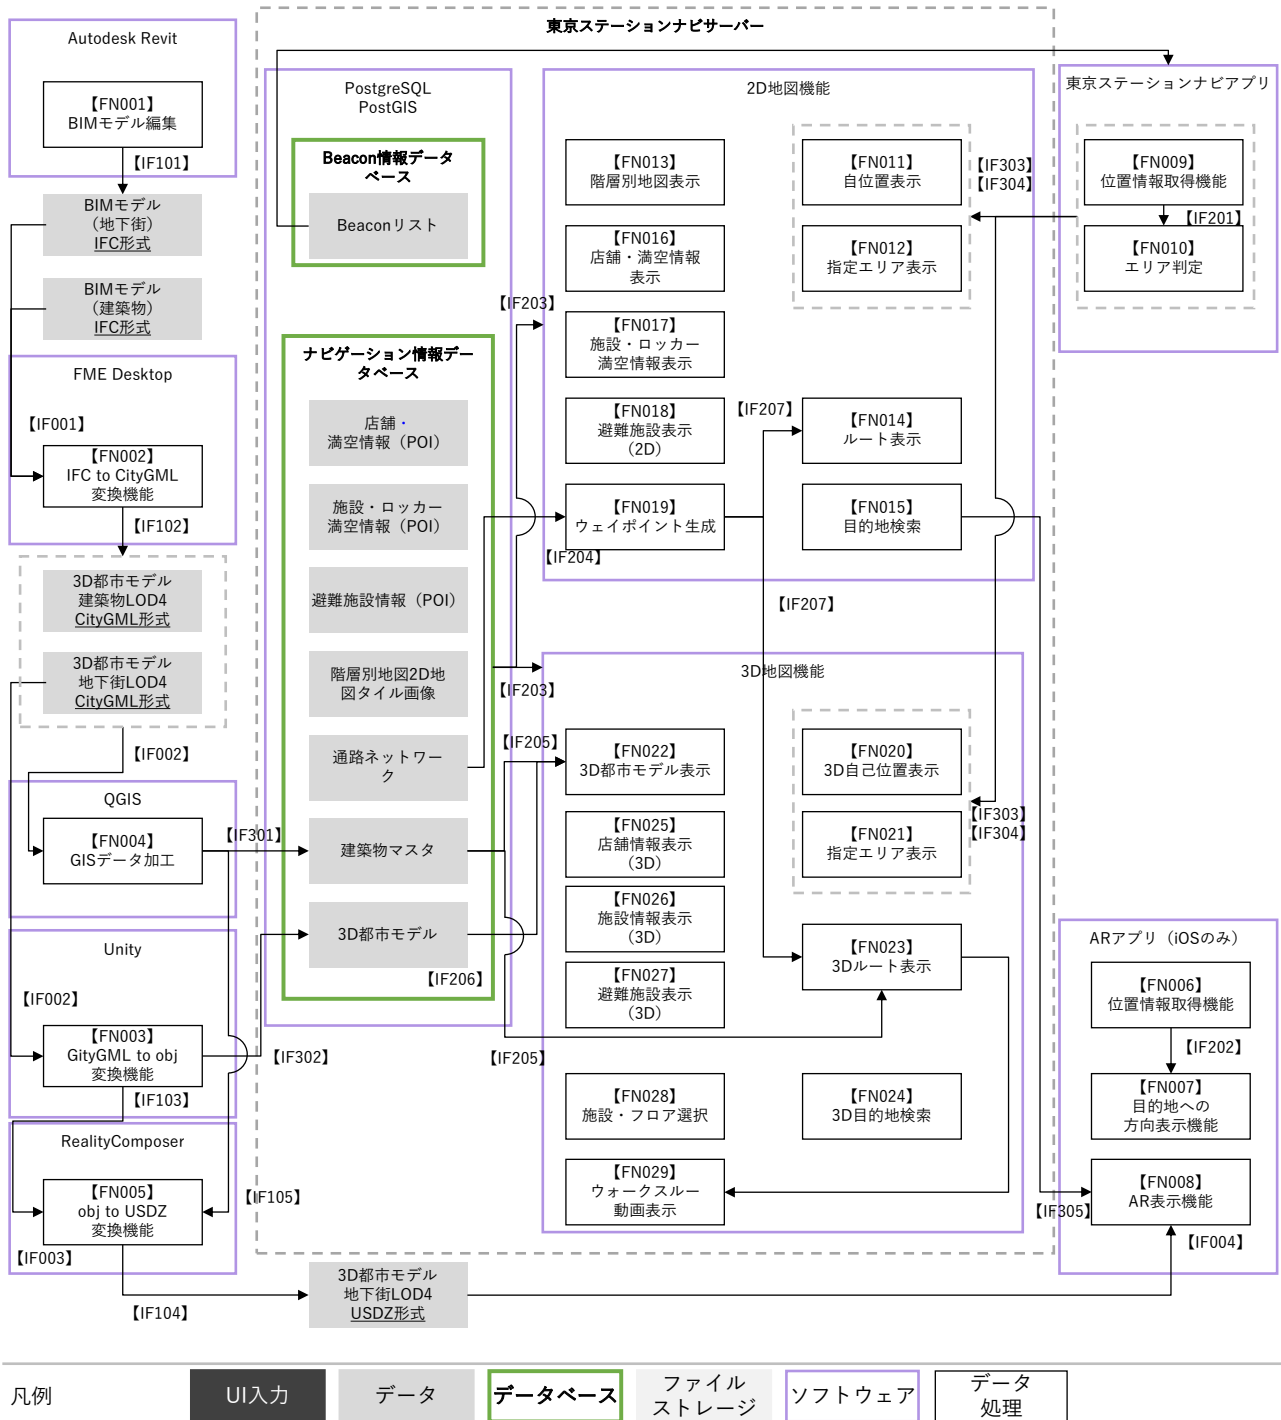 Autodesk Revit
【FN001】
BIMモデル編集
【IF101】
BIMモデル
（地下街）
IFC形式
BIMモデル
（建築物）
IFC形式
FME Desktop
【IF001】
【FN002】
IFC to CityGML
変換機能
【IF102】
3D都市モデル
建築物LOD4
CityGML形式
3D都市モデル
地下街LOD4
CityGML形式
【IF002】
QGIS
【FN004】
GISデータ加工
【IF301】
Unity
【IF002】
【FN003】
GityGML to obj
変換機能
【IF302】
【IF103】
RealityComposer
【FN005】
obj to USDZ
変換機能
【IF105】
【IF003】
【IF104】
東京ステーションナビサーバー
PostgreSQL
PostGIS
Beacon情報データ
ベース
Beaconリスト
ナビゲーション情報デー
タベース
店舗・
満空情報（POI）
施設・ロッカー
満空情報（POI）
避難施設情報（POI）
階層別地図2D地
図タイル画像
通路ネットワー
ク
建築物マスタ
3D都市モデル
【IF206】
【IF203】
【IF204】
【IF203】
【IF205】
【IF205】
3D都市モデル
地下街LOD4
USDZ形式
2D地図機能
【FN013】
階層別地図表示
【FN016】
店舗・満空情報
表示
【FN017】
施設・ロッカー
満空情報表示
【FN018】
避難施設表示
（2D）
【FN019】
ウェイポイント生成
【FN011】
自位置表示
【FN012】
指定エリア表示
【IF207】
【FN014】
ルート表示
【FN015】
目的地検索
【IF303】
【IF304】
【IF207】
3D地図機能
【FN022】
3D都市モデル表示
【FN025】
店舗情報表示
（3D）
【FN026】
施設情報表示
（3D）
【FN027】
避難施設表示
（3D）
【FN028】
施設・フロア選択
【FN029】
ウォークスルー
動画表示
【FN020】
3D自己位置表示
【FN021】
指定エリア表示
【IF303】
【IF304】
【FN023】
3Dルート表示
【FN024】
3D目的地検索
東京ステーションナビアプリ
【FN009】
位置情報取得機能
【IF201】
【FN010】
エリア判定
ARアプリ（iOSのみ）
【FN006】
位置情報取得機能
【IF202】
【FN007】
目的地への
方向表示機能
【FN008】
AR表示機能
【IF305】
【IF004】
凡例
UI入力
データ
データベース
ファイル
ストレージ
ソフトウェア
データ
処理